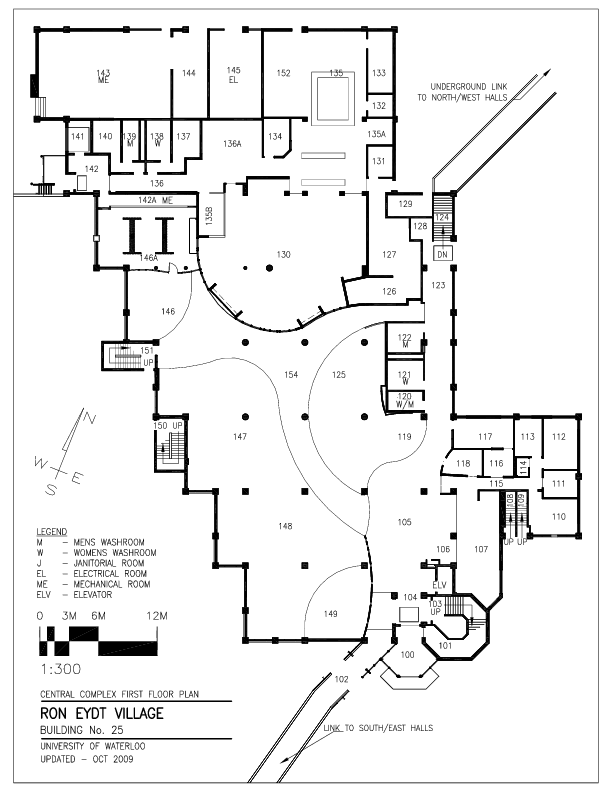 143
ME
144
145
EL
152
135
133
132
UNDERGROUND LINK
TO NORTH/WEST HALLS
141
140
139
M
138
W
137
136A
134
135A
131
142
136
142A ME
135B
129
124
128
146A
130
127
DN
123
126
146
122
M
151
UP
154
125
121
W
120
W/M
150 UP
147
119
117
113
112
118
116
114
115
111
N
W
E
S
148
105
108
109
110
UP UP
LEGEND
M - MENS WASHROOM
W - WOMENS WASHROOM
J - JANITORIAL ROOM
EL - ELECTRICAL ROOM
ME - MECHANICAL ROOM
ELV - ELEVATOR
106
107
ELV
0 3M 6M 12M
149
104
103
UP
101
100
1:300
102
CENTRAL COMPLEX FIRST FLOOR PLAN
RON EYDT VILLAGE
BUILDING No. 25
LINK TO SOUTH/EAST HALLS
UNIVERSITY OF WATERLOO
UPDATED - OCT 2009